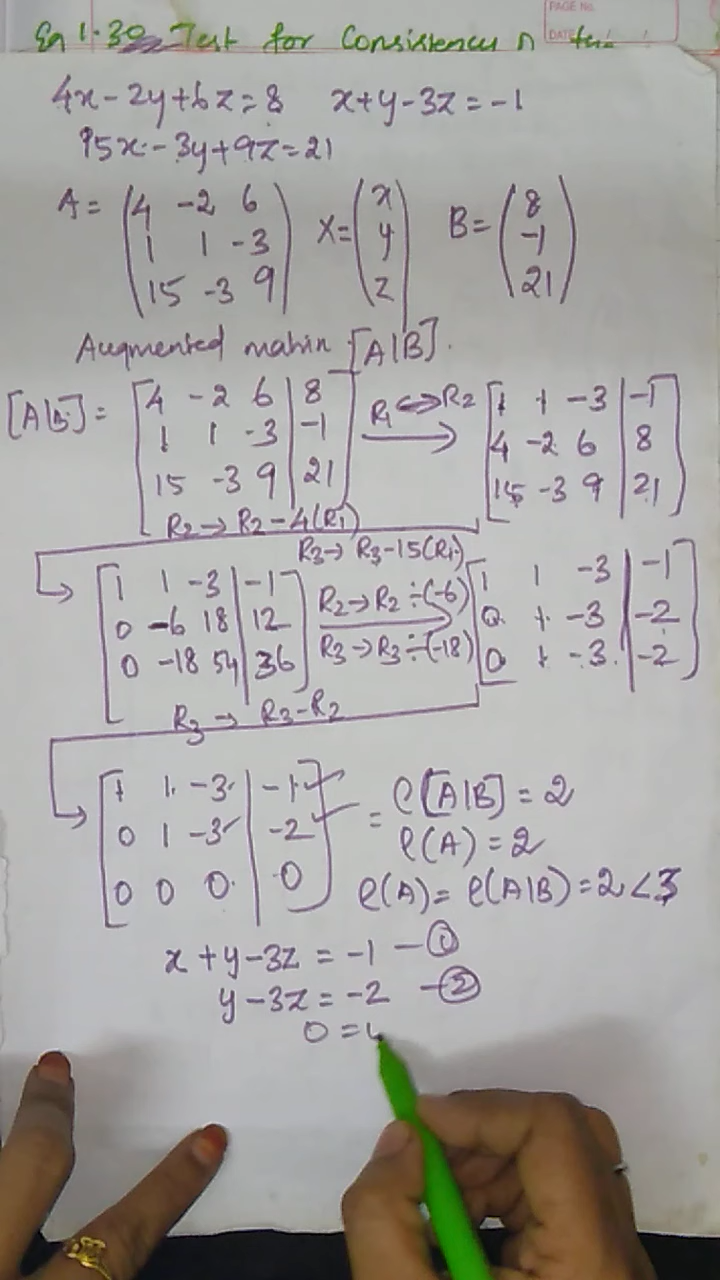 PAGE No.
DATE
Eg 1.30 Test for Consistency
4x - 2y + 6z = 8 x + y - 3z = -1
15x - 3y + 9z = 21
A = (4 -2 6 X = (x B = (8
1 1 -3 y -1
15 -3 9) z) 21)
Augmented matrix [A|B].
[A|B] = [4 -2 6 | 8 R1 ⇔ R2 [1 1 -3 | -1
1 1 -3 | -1 → 4 -2 6 | 8
15 -3 9 | 21] 15 -3 9 | 21]
R2 → R2 - 4(R1)
R3 → R3 - 15(R1)
[1 1 -3 | -1 R2 → R2 ÷ (-6) [1 1 -3 | -1
0 -6 18 | 12 R3 → R3 ÷ (-18) 0 1 -3 | -2
0 -18 54 | 36] 0 1 -3 | -2]
R3 → R3 - R2
[1 1 -3 | -1 = ρ[A|B] = 2
0 1 -3 | -2 ρ(A) = 2
0 0 0 | 0] ρ(A) = ρ(A|B) = 2 < 3
x + y - 3z = -1 — ①
y - 3z = -2 — ②
0 =